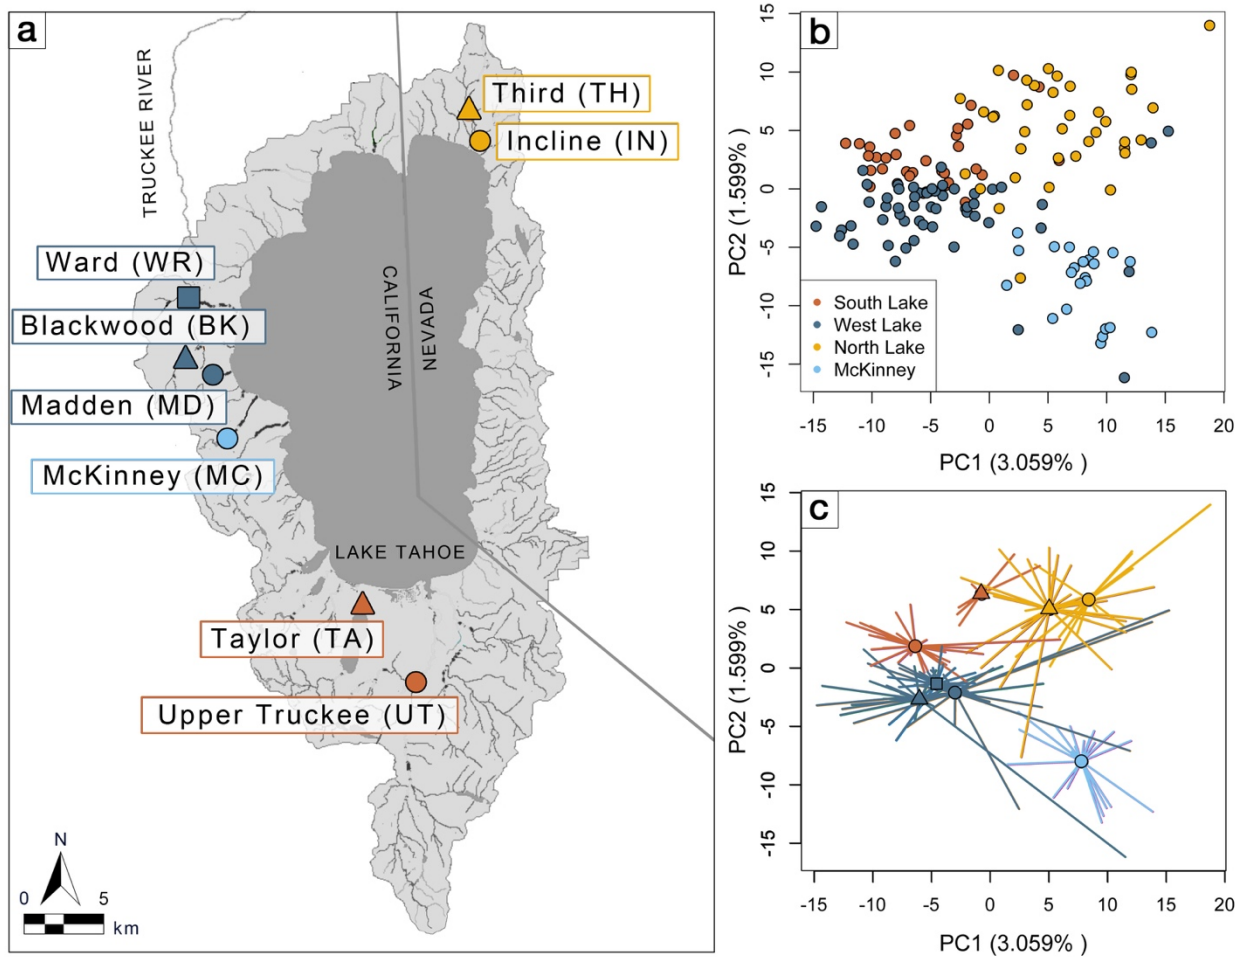 a
TRUCKEE RIVER
Third (TH)
Incline (IN)
Ward (WR)
Blackwood (BK)
Madden (MD)
McKinney (MC)
CALIFORNIA
NEVADA
LAKE TAHOE
Taylor (TA)
Upper Truckee (UT)
N
0 5
km
b
15
10
5
0
-5
-10
-15
PC2 (1.599% )
South Lake
West Lake
North Lake
McKinney
-15 -10 -5 0 5 10 15 20
PC1 (3.059% )
c
15
10
5
0
-5
-10
-15
PC2 (1.599% )
-15 -10 -5 0 5 10 15 20
PC1 (3.059% )